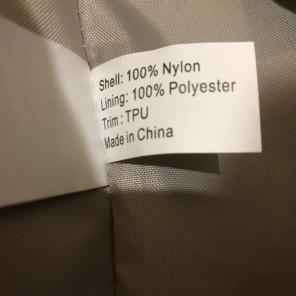 Shell: 100% Nylon
Lining: 100% Polyester
Trim : TPU
Made in China